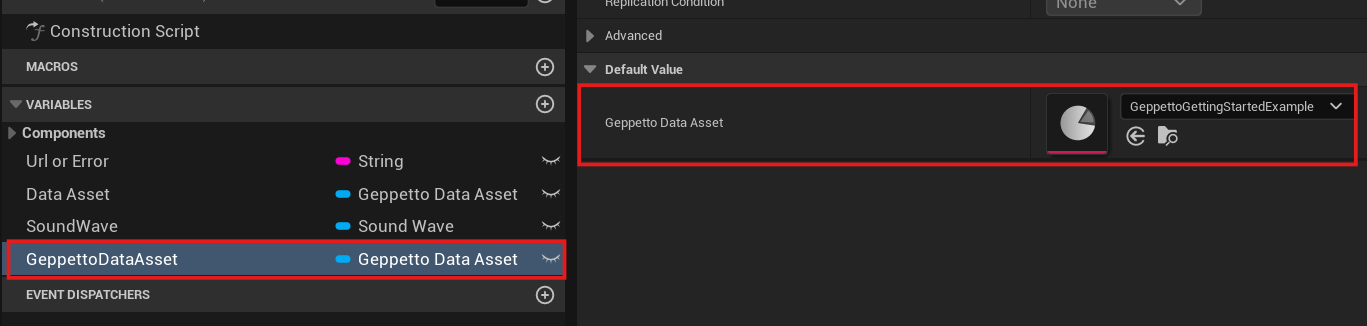 Replication Condition
None
Construction Script
Advanced
MACROS
Default Value
VARIABLES
Components
Geppetto Data Asset
GeppettoGettingStartedExample
Url or Error
String
Data Asset
Geppetto Data Asset
SoundWave
Sound Wave
GeppettoDataAsset
Geppetto Data Asset
EVENT DISPATCHERS